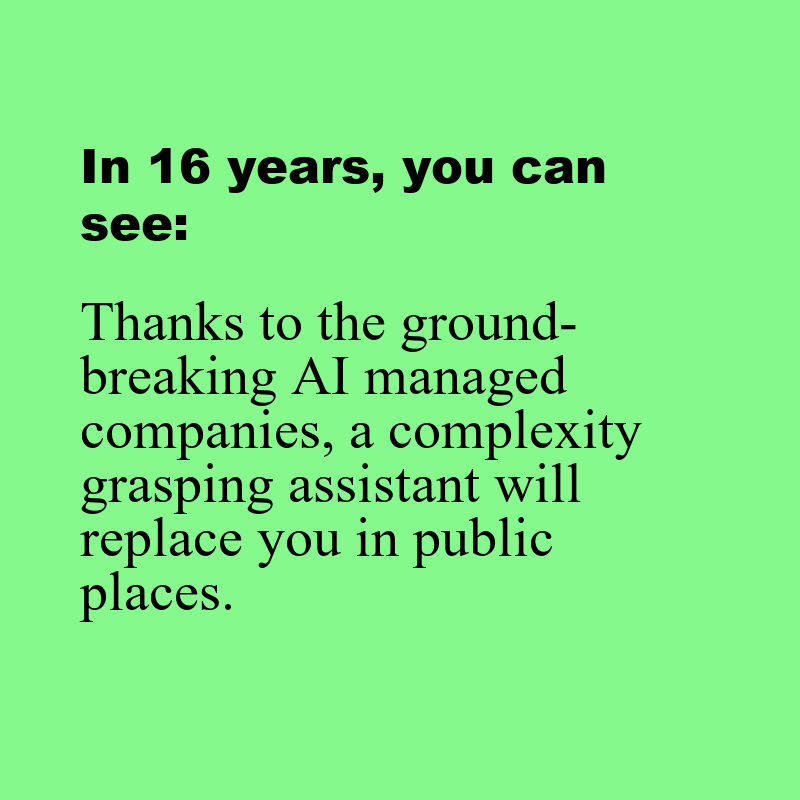 In 16 years, you can
see:
Thanks to the ground-
breaking AI managed
companies, a complexity
grasping assistant will
replace you in public
places.